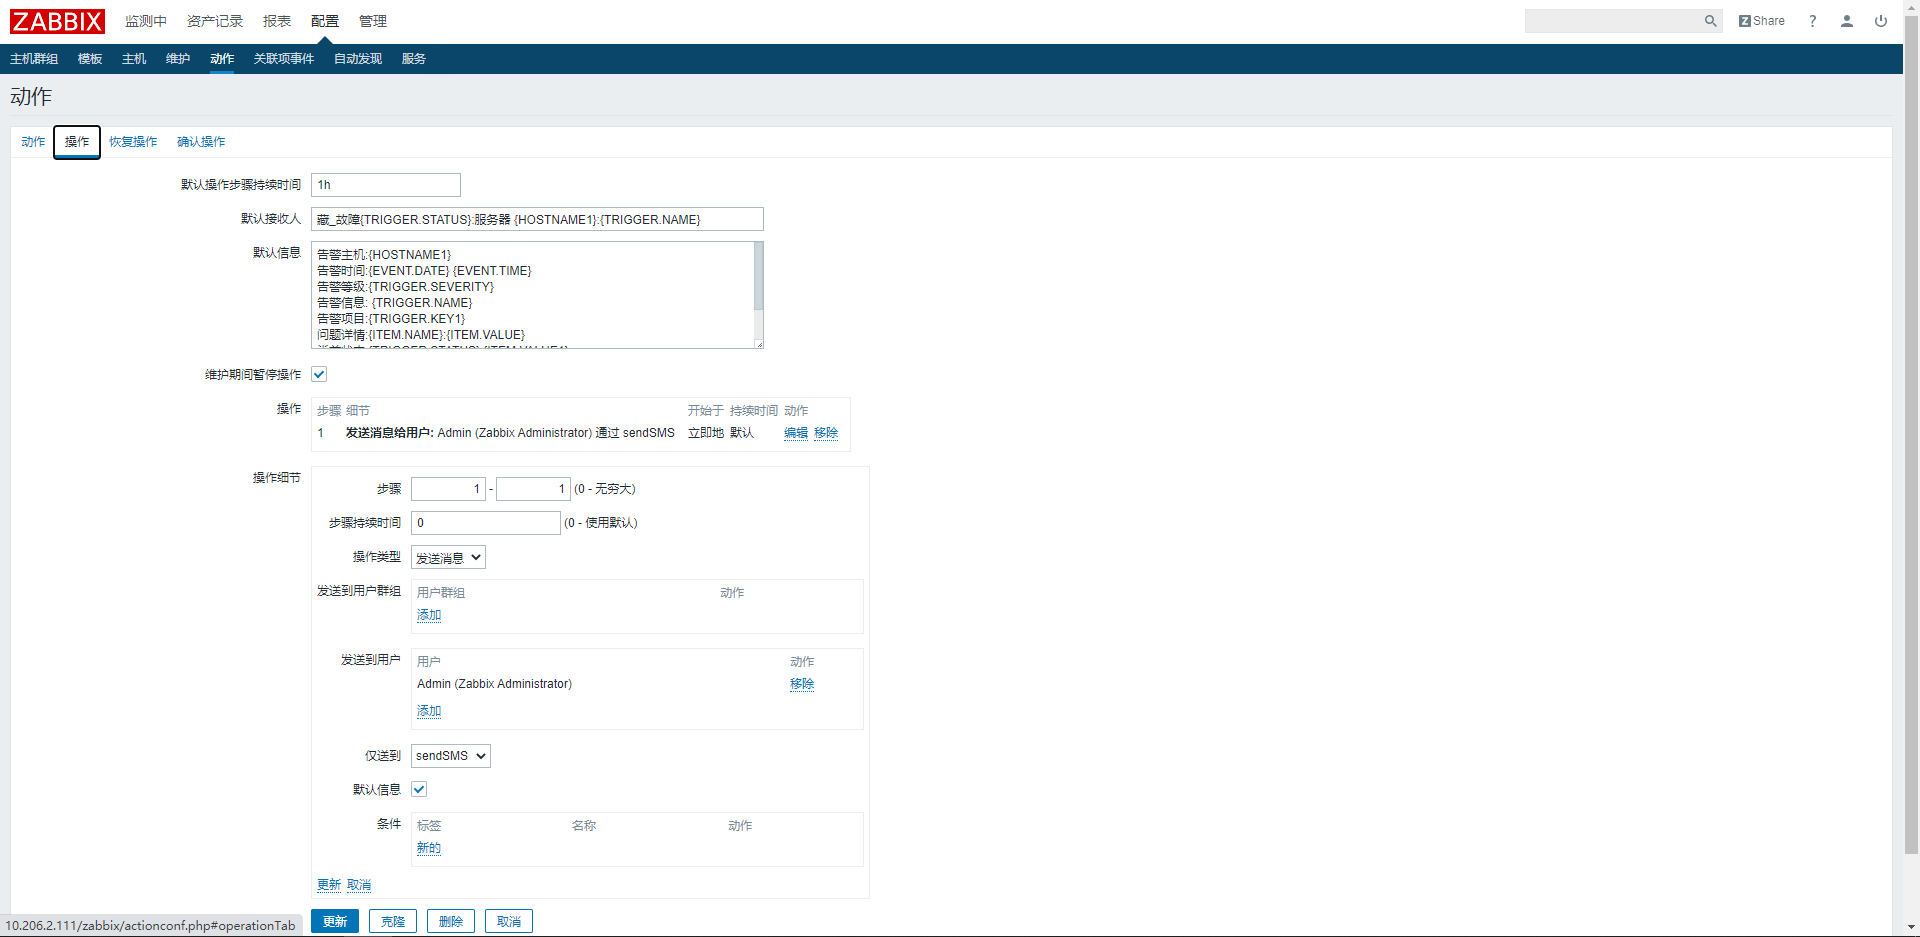 ZABBIX 监测中 资产记录 报表 配置 管理 Share ?
主机群组 模板 主机 维护 动作 关联项事件 自动发现 服务
动作
动作 操作 恢复操作 确认操作
默认操作步骤持续时间 1h
默认接收人 藏_故障{TRIGGER.STATUS}:服务器 {HOSTNAME1}:{TRIGGER.NAME}
默认信息
告警主机:{HOSTNAME1}
告警时间:{EVENT.DATE} {EVENT.TIME}
告警等级:{TRIGGER.SEVERITY}
告警信息: {TRIGGER.NAME}
告警项目:{TRIGGER.KEY1}
问题详情:{ITEM.NAME}:{ITEM.VALUE}
维护期间暂停操作
操作 步骤 细节 开始于 持续时间 动作
1 发送消息给用户: Admin (Zabbix Administrator) 通过 sendSMS 立即地 默认 编辑 移除
操作细节
步骤 1 - 1 (0 - 无穷大)
步骤持续时间 0 (0 - 使用默认)
操作类型 发送消息
发送到用户群组 用户群组 动作
添加
发送到用户 用户 动作
Admin (Zabbix Administrator) 移除
添加
仅送到 sendSMS
默认信息
条件 标签 名称 动作
新的
更新 取消
更新 克隆 删除 取消
10.206.2.111/zabbix/actionconf.php#operationTab